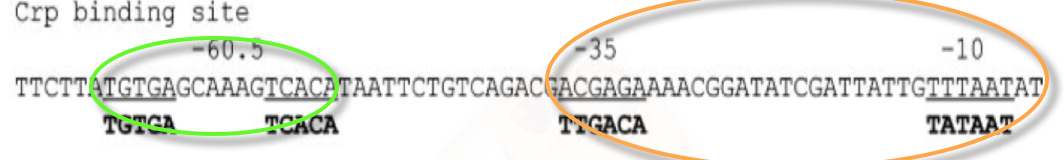 Crp binding site
-60.5 -35 -10
TTCTTATGTGAGCAAAGTCACATAATTCTGTCAGACGACGAGAAAACGGATATCGATTATTGTTTAATAT
TGTGA TCACA TTGACA TATAAT